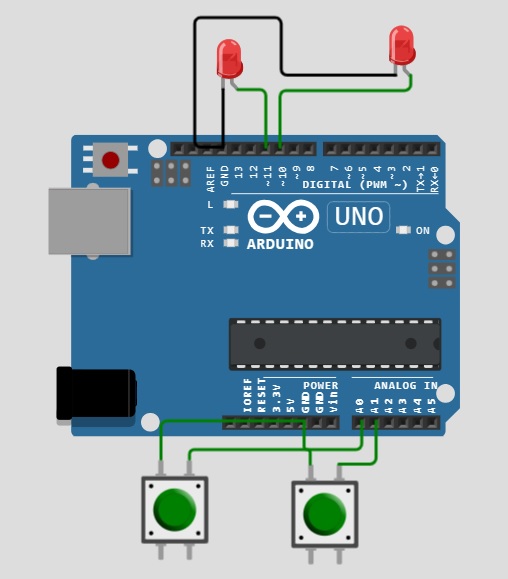 AREF
GND
13
12
~11
~10
~9
8
7
~6
~5
4
~3
2
TX→1
RX←0
DIGITAL (PWM ~)
L
TX
RX
UNO
ARDUINO
ON
IOREF
RESET
3.3V
5V
GND
GND
Vin
POWER
ANALOG IN
A0
A1
A2
A3
A4
A5